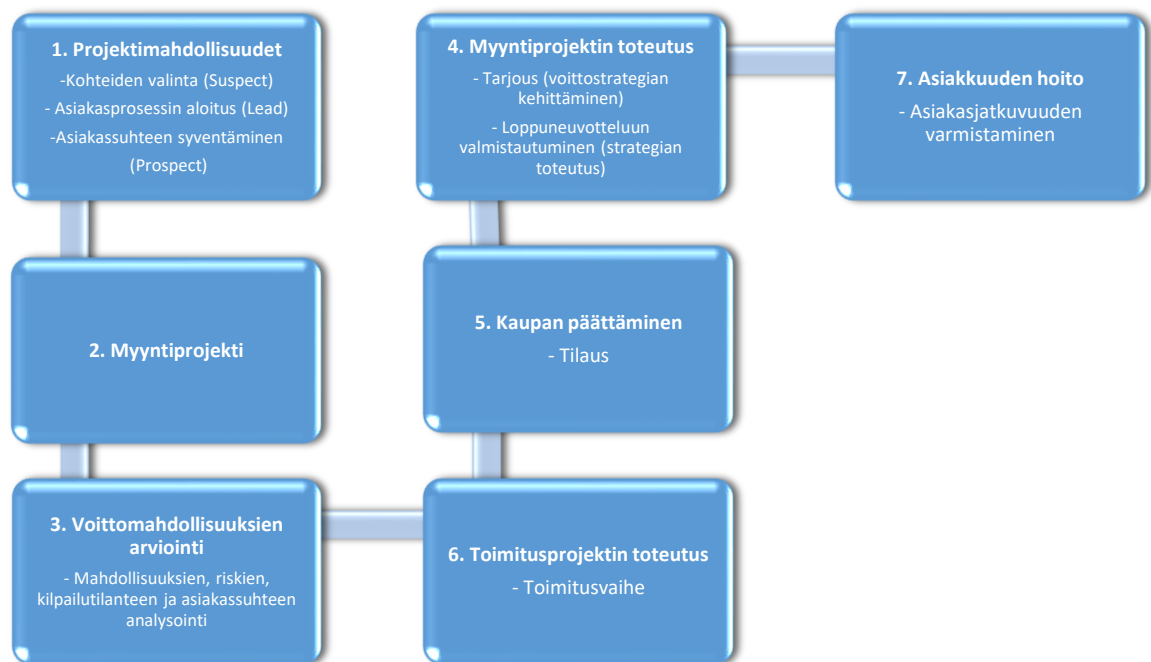 1. Projektimahdollisuudet
-Kohteiden valinta (Suspect)
- Asiakasprosessin aloitus (Lead)
-Asiakassuhteen syventäminen
(Prospect)
2. Myyntiprojekti
3. Voittomahdollisuuksien
arviointi
- Mahdollisuuksien, riskien,
kilpailutilanteen ja asiakassuhteen
analysointi
4. Myyntiprojektin toteutus
- Tarjous (voittostrategian
kehittäminen)
- Loppuneuvotteluun
valmistautuminen (strategian
toteutus)
5. Kaupan päättäminen
- Tilaus
6. Toimitusprojektin toteutus
- Toimitusvaihe
7. Asiakkuuden hoito
- Asiakasjatkuvuuden
varmistaminen